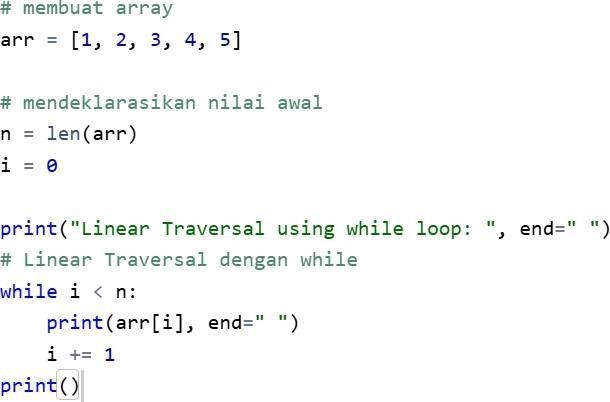 # membuat array
arr = [1, 2, 3, 4, 5]
# mendeklarasikan nilai awal
n = len(arr)
i = 0
print("Linear Traversal using while loop: ", end=" ")
# Linear Traversal dengan while
while i < n:
    print(arr[i], end=" ")
    i += 1
print()